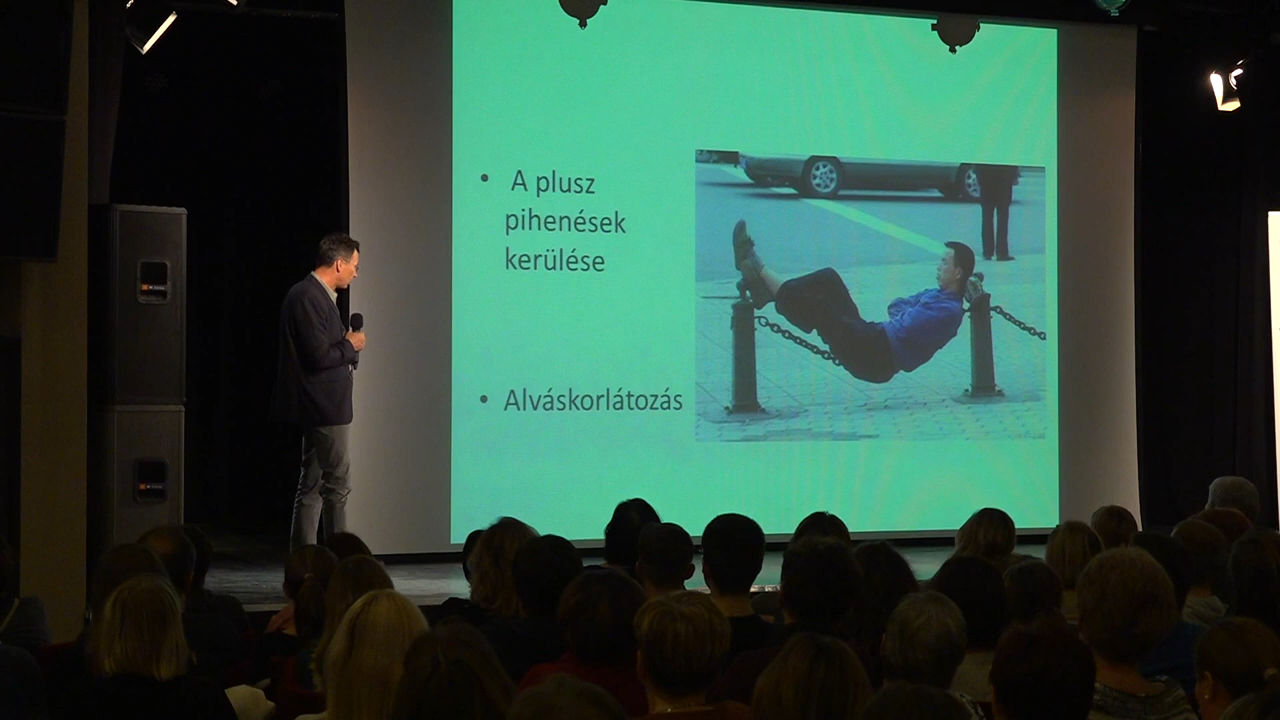 • A plusz
pihenések
kerülése
• Alváskorlátozás